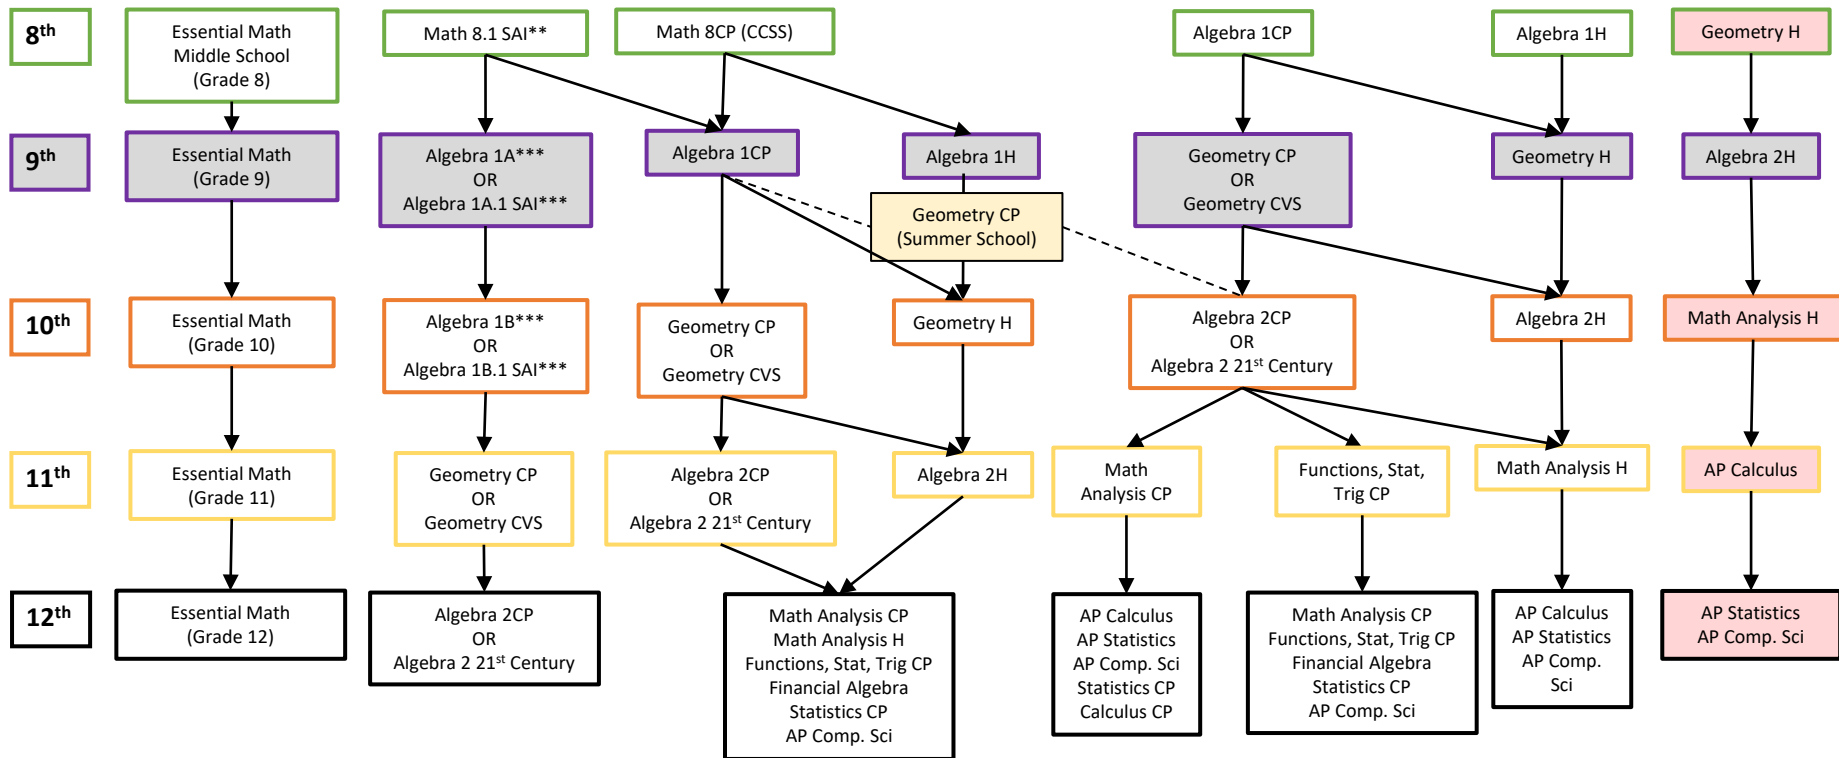 8th
Essential Math
Middle School
(Grade 8)
Math 8.1 SAI**
Math 8CP (CCSS)
Algebra 1CP
Algebra 1H
Geometry H
9th
Essential Math
(Grade 9)
Algebra 1A***
OR
Algebra 1A.1 SAI***
Algebra 1CP
Algebra 1H
Geometry CP
OR
Geometry CVS
Geometry H
Algebra 2H
Geometry CP
(Summer School)
10th
Essential Math
(Grade 10)
Algebra 1B***
OR
Algebra 1B.1 SAI***
Geometry CP
OR
Geometry CVS
Geometry H
Algebra 2CP
OR
Algebra 2 21st Century
Algebra 2H
Math Analysis H
11th
Essential Math
(Grade 11)
Geometry CP
OR
Geometry CVS
Algebra 2CP
OR
Algebra 2 21st Century
Algebra 2H
Math
Analysis CP
Functions, Stat,
Trig CP
Math Analysis H
AP Calculus
12th
Essential Math
(Grade 12)
Algebra 2CP
OR
Algebra 2 21st Century
Math Analysis CP
Math Analysis H
Functions, Stat, Trig CP
Financial Algebra
Statistics CP
AP Comp. Sci
AP Calculus
AP Statistics
AP Comp. Sci
Statistics CP
Calculus CP
Math Analysis CP
Functions, Stat, Trig CP
Financial Algebra
Statistics CP
AP Comp. Sci
AP Calculus
AP Statistics
AP Comp.
Sci
AP Statistics
AP Comp. Sci